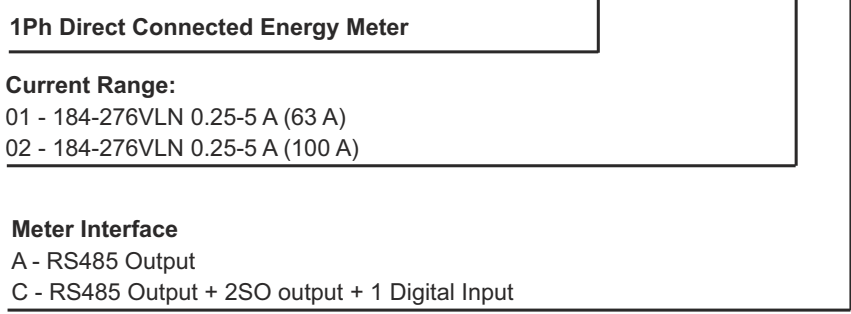 1Ph Direct Connected Energy Meter
Current Range:
01 - 184-276VLN 0.25-5 A (63 A)
02 - 184-276VLN 0.25-5 A (100 A)
Meter Interface
A - RS485 Output
C - RS485 Output + 2SO output + 1 Digital Input